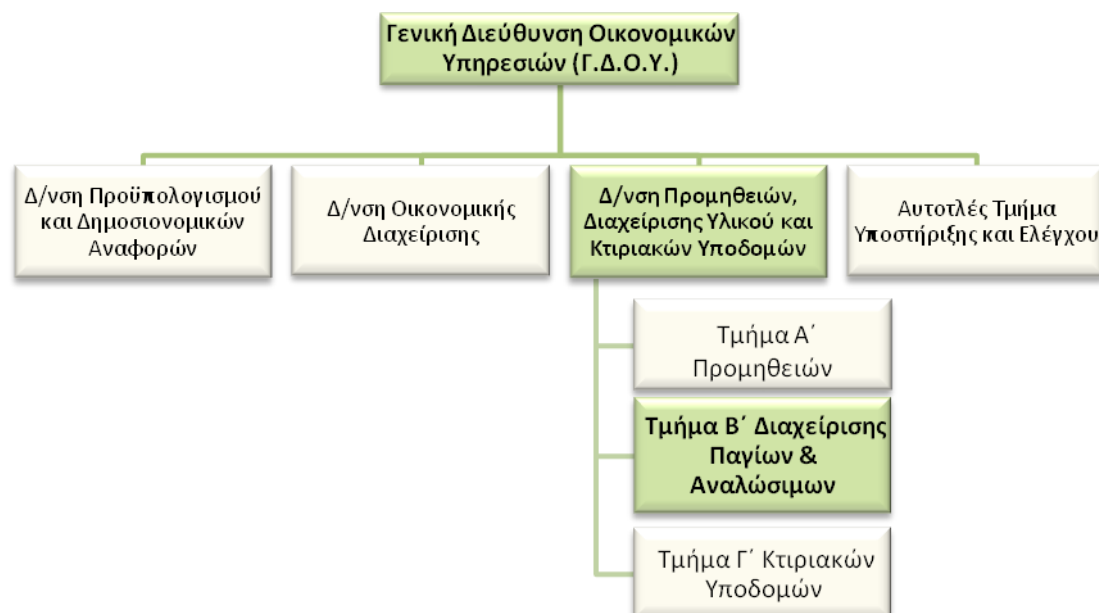 Γενική Διεύθυνση Οικονομικών
Υπηρεσιών (Γ.Δ.Ο.Υ.)
Δ/νση Προϋπολογισμού
και Δημοσιονομικών
Αναφορών
Δ/νση Οικονομικής
Διαχείρισης
Δ/νση Προμηθειών,
Διαχείρισης Υλικού και
Κτιριακών Υποδομών
Αυτοτλές Τμήμα
Υποστήριξης και Ελέγχου
Τμήμα Α΄
Προμηθειών
Τμήμα Β΄ Διαχείρισης
Παγίων &
Αναλώσιμων
Τμήμα Γ΄ Κτιριακών
Υποδομών